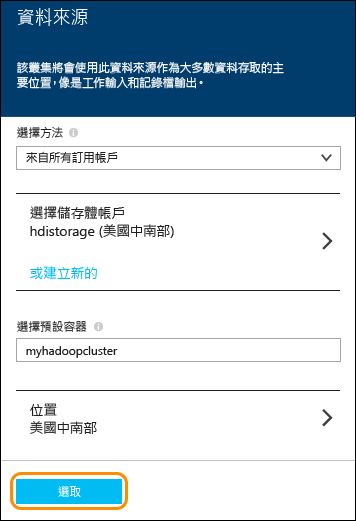 資料來源
該叢集將會使用此資料來源作為大多數資料存取的主
要位置，像是工作輸入和記錄檔輸出。
選擇方法
來自所有訂用帳戶
選擇儲存體帳戶
hdistorage (美國中南部)
或建立新的
選擇預設容器
myhadoopcluster
位置
美國中南部
選取